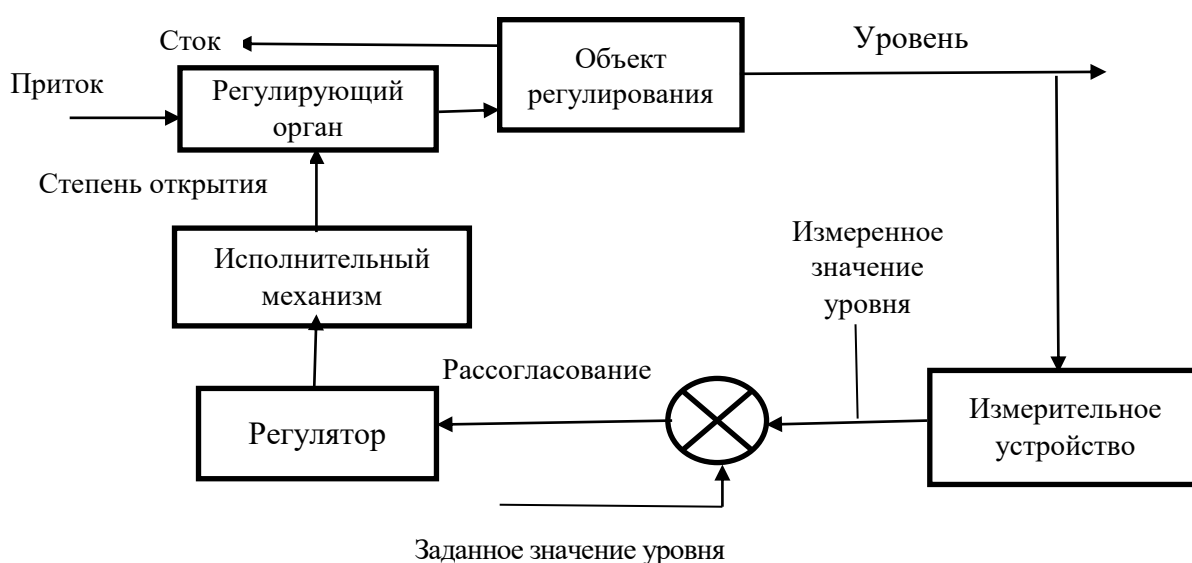 Сток
Уровень
Объект
регулирования
Приток
Регулирующий
орган
Степень открытия
Исполнительный
механизм
Измеренное
значение
уровня
Рассогласование
Регулятор
Измерительное
устройство
Заданное значение уровня